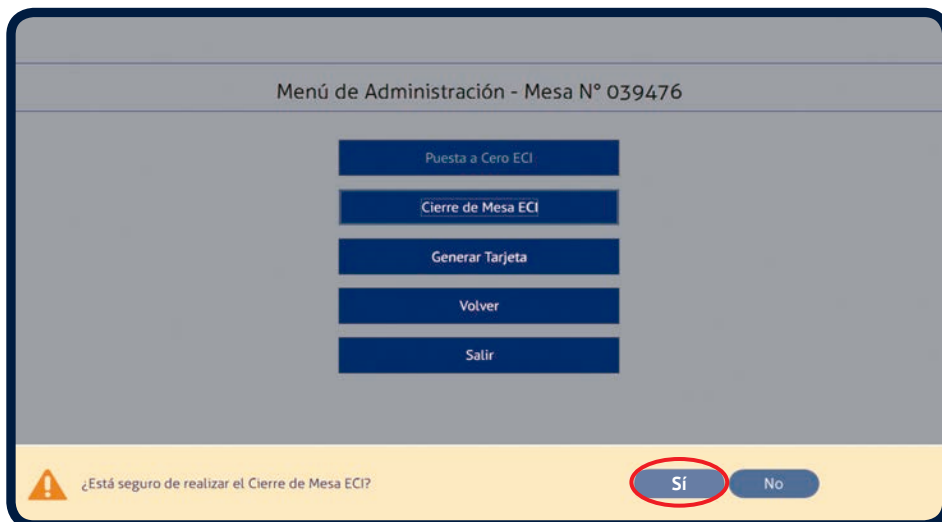 Menú de Administración - Mesa N° 039476
Puesta a Cero ECI
Cierre de Mesa ECI
Generar Tarjeta
Volver
Salir
¿Está seguro de realizar el Cierre de Mesa ECI? Sí No